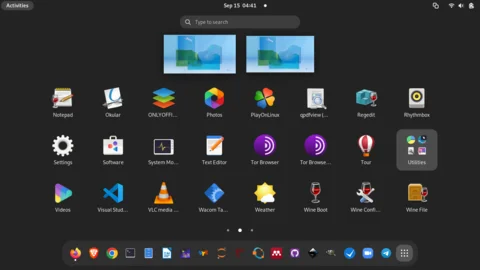 Activities
Sep 15 04:41
Type to search
Notepad
Okular
ONLYOFFI...
Photos
PlayOnLinux
qpdfview L...
Regedit
Rhythmbox
Settings
Software
System Mo...
Text Editor
Tor Browser
Tor Browse...
Tour
Utilities
Videos
Visual Stud...
VLC media ...
Wacom Ta...
Weather
Wine Boot
Wine Confi...
Wine File